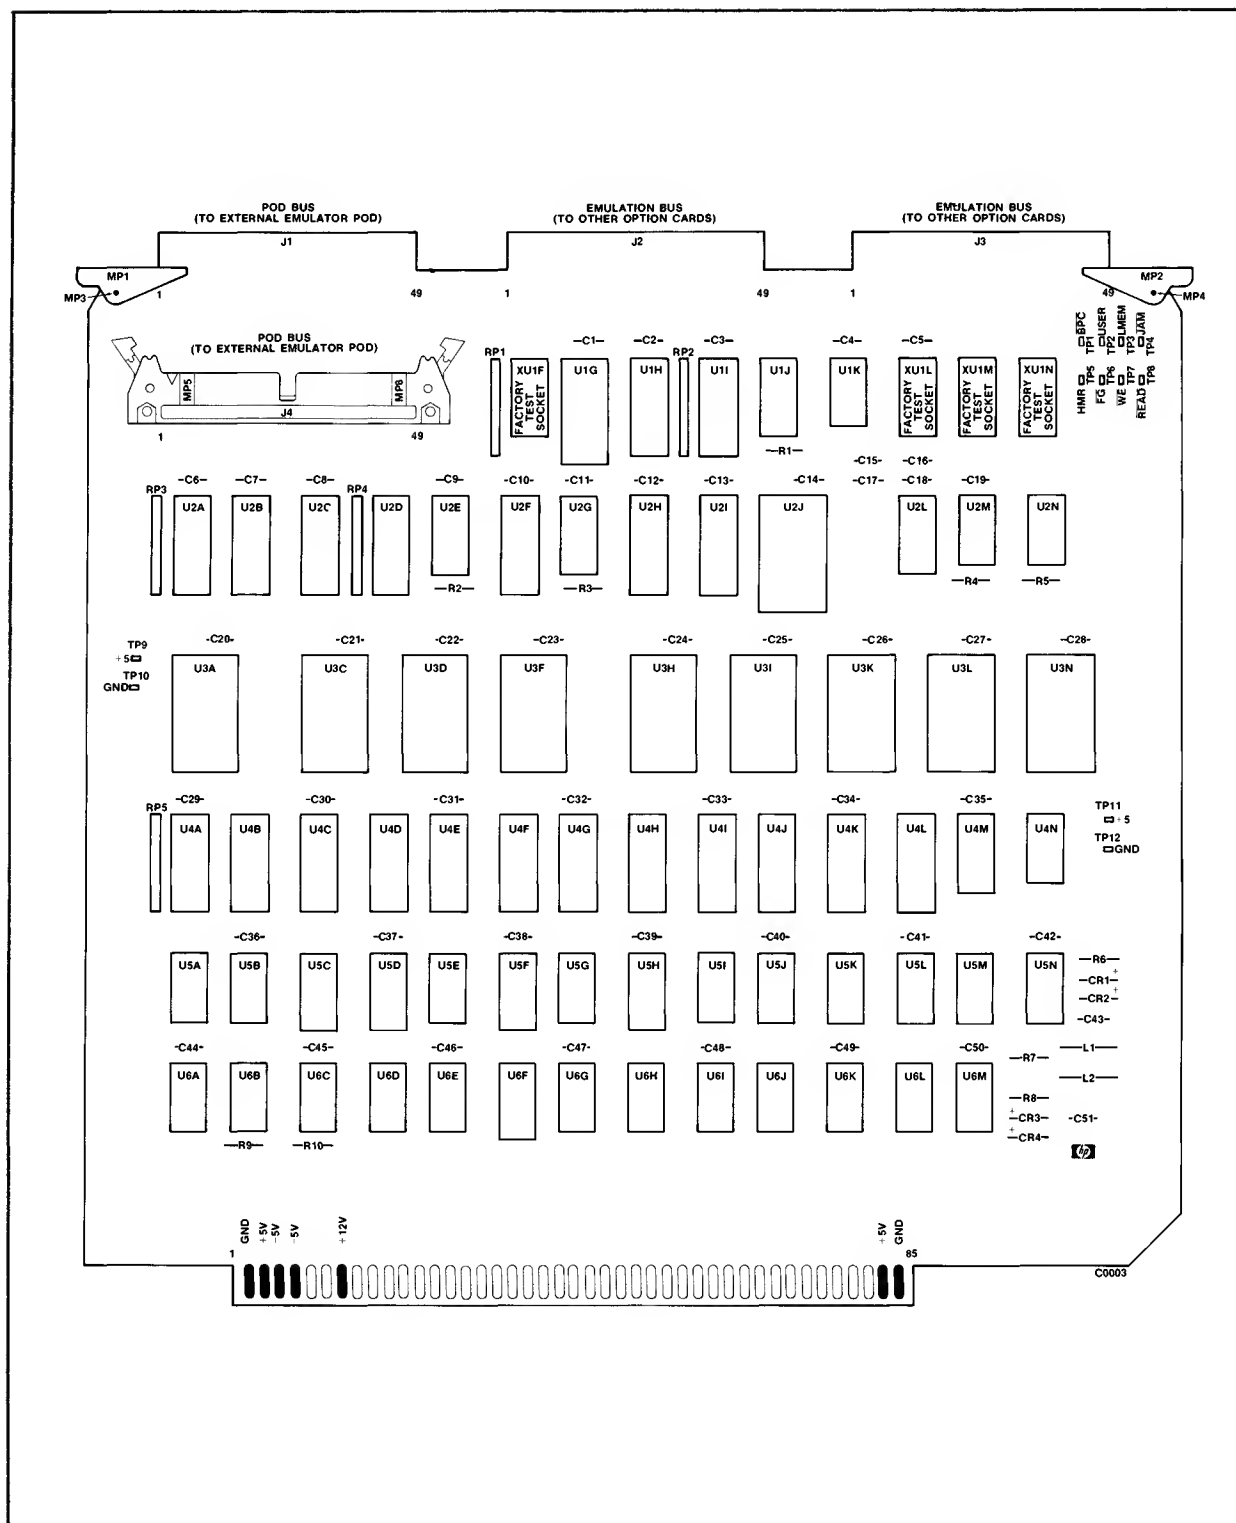 POD BUS
(TO EXTERNAL EMULATOR POD)
EMULATION BUS
(TO OTHER OPTION CARDS)
EMULATION BUS
(TO OTHER OPTION CARDS)
J1 J2 J3
MP1 MP2
MP3 1 49 1 49 1 49 MP4
POD BUS
(TO EXTERNAL EMULATOR POD)
MP5 MP8
J4
1 49
BPC USER LMEM JAM
TP1 TP2 TP3 TP4
TP5 TP6 TP7 TP8
HMR FG WE READ
-C1- -C2- -C3- -C4- -C5-
RP1 RP2
XU1F U1G U1H U1I U1J U1K XU1L XU1M XU1N
FACTORY TEST SOCKET
FACTORY TEST SOCKET
FACTORY TEST SOCKET
FACTORY TEST SOCKET
-R1-
-C15- -C16-
-C6- -C7- -C8- -C9- -C10- -C11- -C12- -C13- -C14- -C17- -C18- -C19-
RP3 RP4
U2A U2B U2C U2D U2E U2F U2G U2H U2I U2J U2L U2M U2N
-R2- -R3- -R4- -R5-
TP9
+5
TP10
GND
-C20- -C21- -C22- -C23- -C24- -C25- -C26- -C27- -C28-
U3A U3C U3D U3F U3H U3I U3K U3L U3N
RP5
-C29- -C30- -C31- -C32- -C33- -C34- -C35-
U4A U4B U4C U4D U4E U4F U4G U4H U4I U4J U4K U4L U4M U4N
TP11
+5
TP12
GND
-C36- -C37- -C38- -C39- -C40- -C41- -C42-
U5A U5B U5C U5D U5E U5F U5G U5H U5I U5J U5K U5L U5M U5N
-R6-
+
-CR1-
+
-CR2-
-C43-
-C44- -C45- -C46- -C47- -C48- -C49- -C50-
-R7- -L1-
-L2-
U6A U6B U6C U6D U6E U6F U6G U6H U6I U6J U6K U6L U6M
-R8-
+
-CR3- -C51-
+
-CR4-
-R9- -R10-
hp
GND +5V -5V -5V +12V +5V GND
1 85
C0003